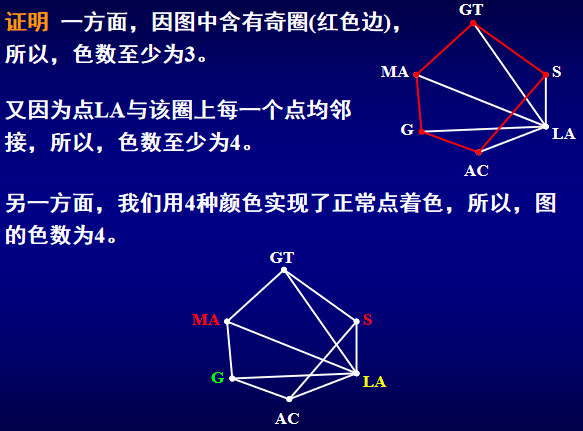 证明 一方面，因图中含有奇圈(红色边)，
所以，色数至少为3。
又因为点LA与该圈上每一个点均邻
接，所以，色数至少为4。
GT
MA
S
G
LA
AC
另一方面，我们用4种颜色实现了正常点着色，所以，图
的色数为4。
GT
MA
S
G
LA
AC